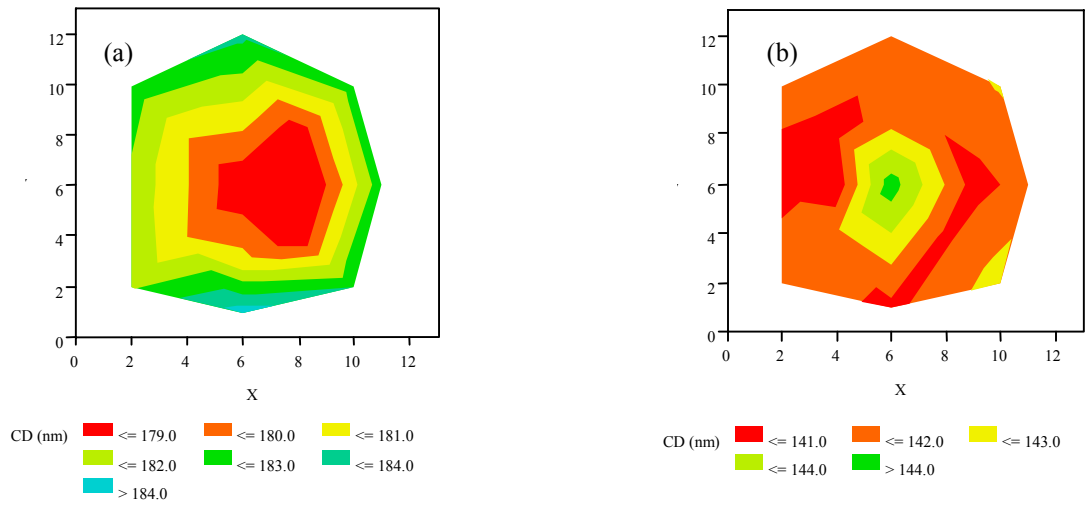 (a)
12
10
8
6
4
2
0
0 2 4 6 8 10 12
X
CD (nm) <= 179.0 <= 180.0 <= 181.0
<= 182.0 <= 183.0 <= 184.0
> 184.0
(b)
12
10
8
6
4
2
0
0 2 4 6 8 10 12
X
CD (nm) <= 141.0 <= 142.0 <= 143.0
<= 144.0 > 144.0